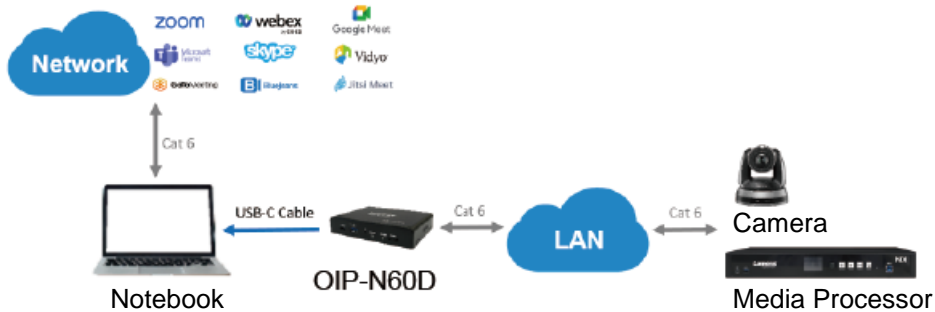 zoom
webex
Google Meet
Network
Microsoft
Teams
skype
Vidyo
GoToMeeting
BlueJeans
Jitsi Meet
Cat 6
USB-C Cable
Cat 6
LAN
Cat 6
Camera
OIP-N60D
Notebook
Media Processor